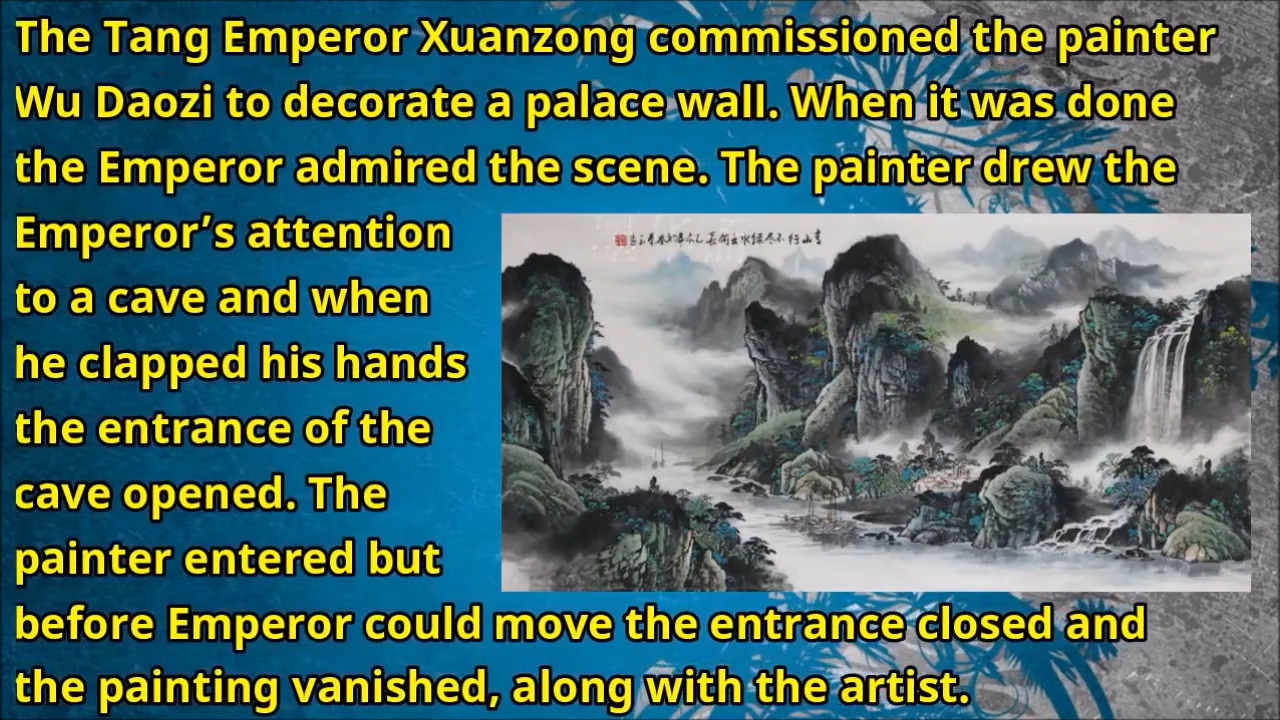 The Tang Emperor Xuanzong commissioned the painter
Wu Daozi to decorate a palace wall. When it was done
the Emperor admired the scene. The painter drew the
Emperor’s attention
to a cave and when
he clapped his hands
the entrance of the
cave opened. The
painter entered but
before Emperor could move the entrance closed and
the painting vanished, along with the artist.